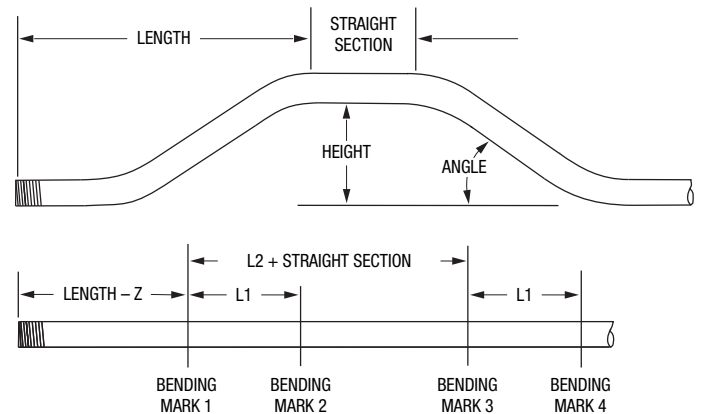 LENGTH
STRAIGHT
SECTION
HEIGHT
ANGLE
L2 + STRAIGHT SECTION
LENGTH – Z
L1
L1
BENDING
MARK 1
BENDING
MARK 2
BENDING
MARK 3
BENDING
MARK 4